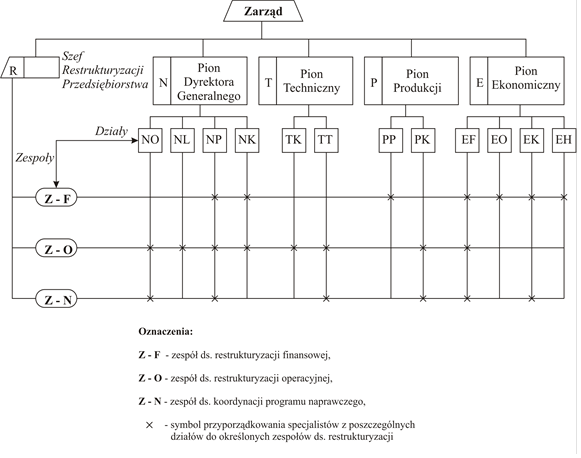 Zarząd
R
Szef
Restrukturyzacji
Przedsiębiorstwa
N
Pion
Dyrektora
Generalnego
T
Pion
Techniczny
P
Pion
Produkcji
E
Pion
Ekonomiczny
Działy
NO NL NP NK TK TT PP PK EF EO EK EH
Zespoły
Z - F
Z - O
Z - N
Oznaczenia:
Z - F - zespół ds. restrukturyzacji finansowej,
Z - O - zespół ds. restrukturyzacji operacyjnej,
Z - N - zespół ds. koordynacji programu naprawczego,
× - symbol przyporządkowania specjalistów z poszczególnych
działów do określonych zespołów ds. restrukturyzacji